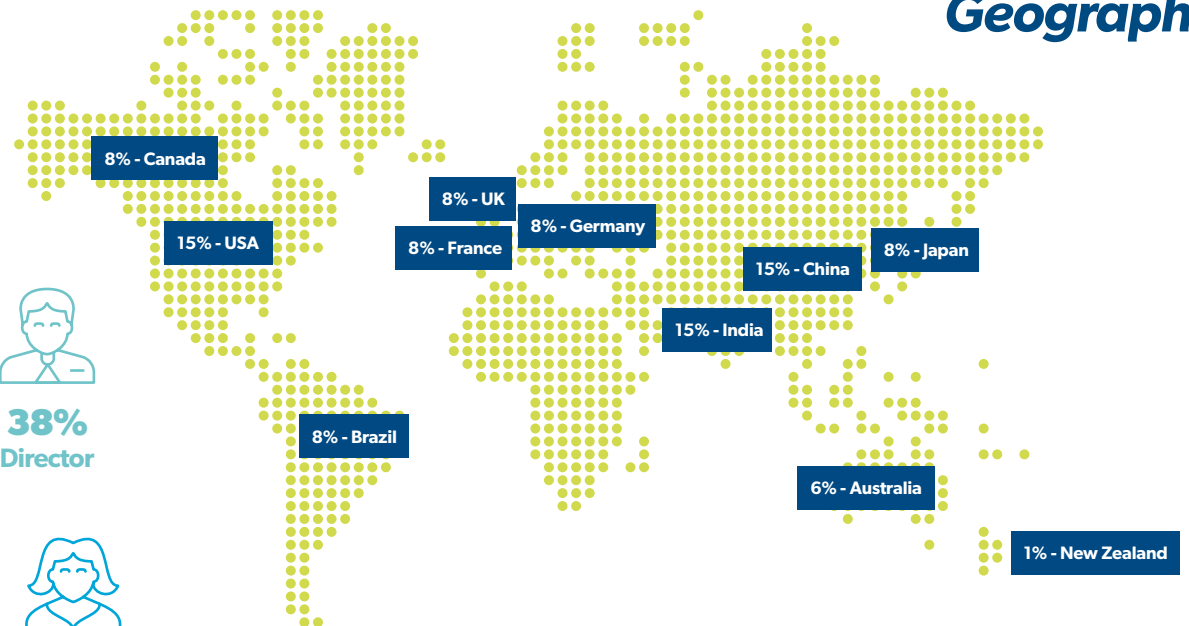 Geograph
8% - Canada
8% - UK
8% - Germany
15% - USA
8% - France
8% - Japan
15% - China
15% - India
38%
Director
8% - Brazil
6% - Australia
1% - New Zealand